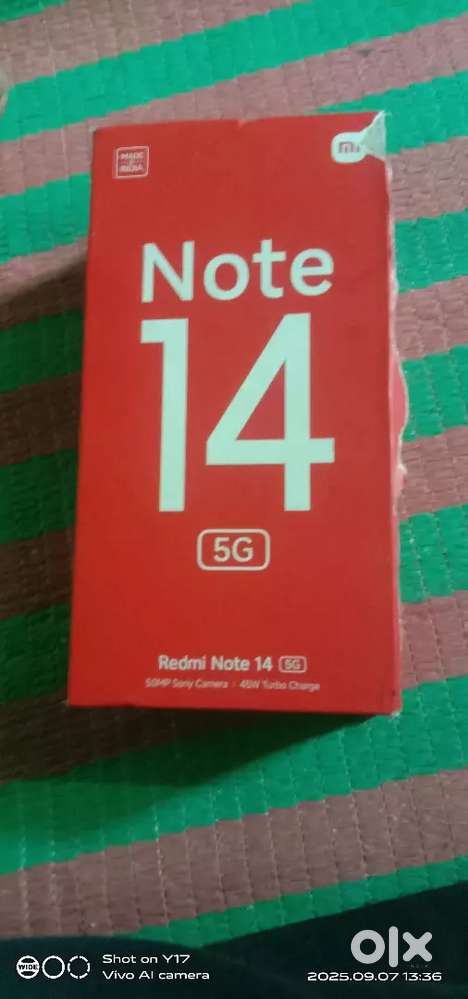 MADE
IN
INDIA
mi
Note
14
5G
Redmi Note 14 5G
50MP Sony Camera | 45W Turbo Charge
olx
WIDE
Shot on Y17
Vivo AI camera
2025.09.07 13:36